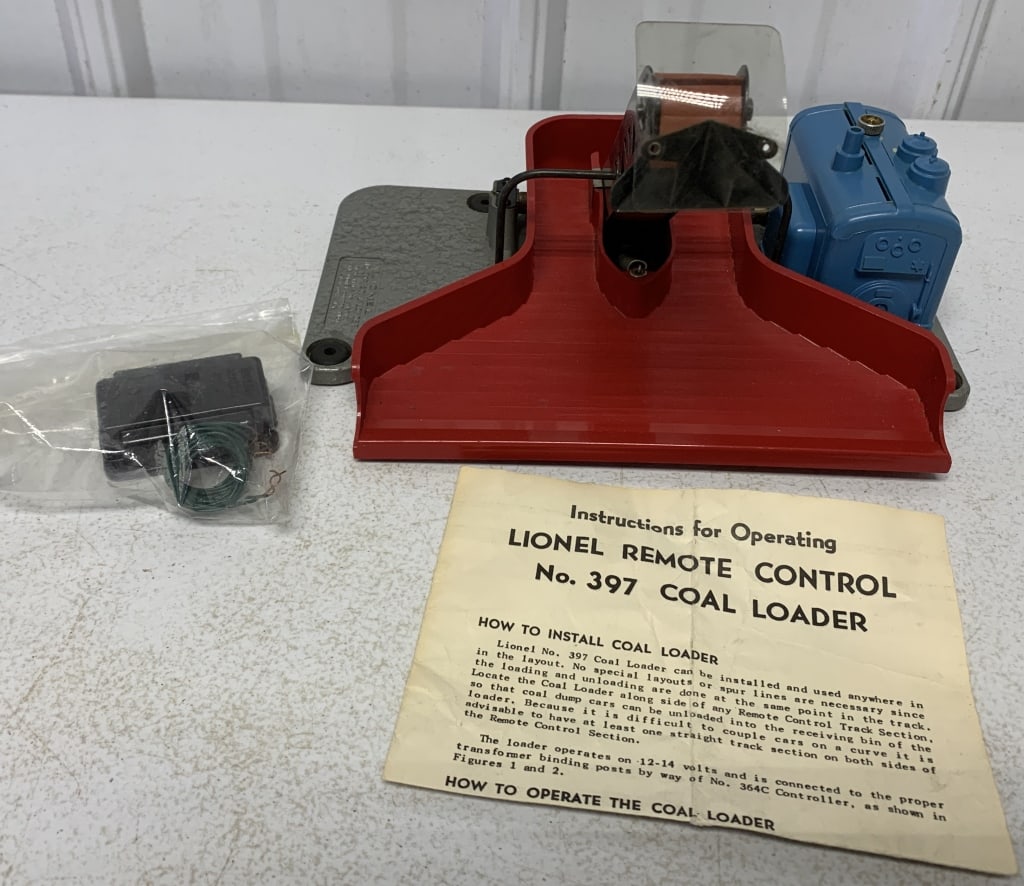 Instructions for Operating
LIONEL REMOTE CONTROL
No. 397 COAL LOADER
HOW TO INSTALL COAL LOADER
Lionel No. 397 Coal Loader can be installed and used anywhere in
in the layout. No special layouts or spur lines are necessary since
the loading and unloading are done at the same point in the track.
Locate the Coal Loader along side of any Remote Control Track Section,
so that coal dump cars can be unloaded into the receiving bin of the
loader. Because it is difficult to couple cars on a curve it is
advisable to have at least one straight track section on both sides of
the Remote Control Section.
The loader operates on 12-14 volts and is connected to the proper
transformer binding posts by way of No. 364C Controller, as shown in
Figures 1 and 2.
HOW TO OPERATE THE COAL LOADER